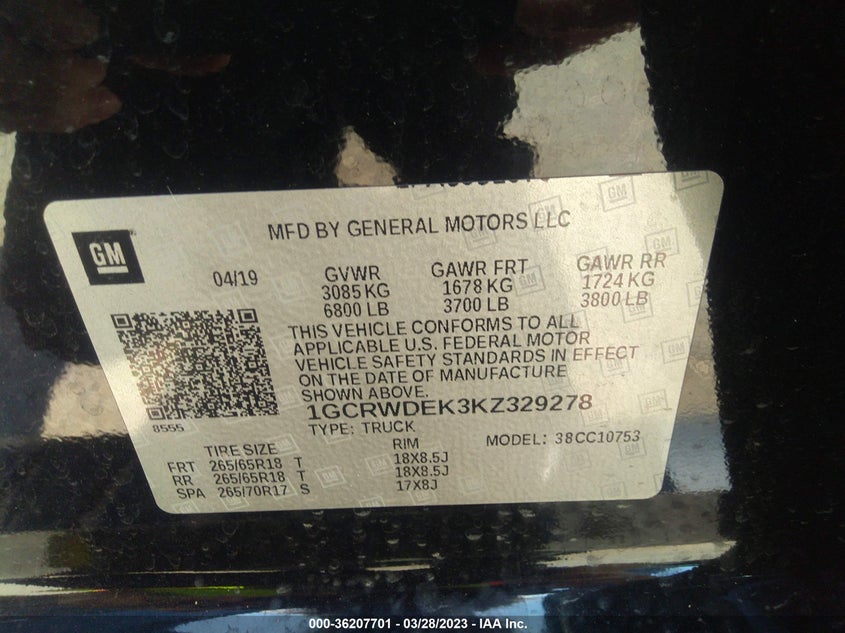 MFD BY GENERAL MOTORS LLC
GM
04/19 GVWR GAWR FRT GAWR RR
3085 KG 1678 KG 1724 KG
6800 LB 3700 LB 3800 LB
THIS VEHICLE CONFORMS TO ALL
APPLICABLE U.S. FEDERAL MOTOR
VEHICLE SAFETY STANDARDS IN EFFECT
ON THE DATE OF MANUFACTURE
SHOWN ABOVE.
1GCRWDEK3KZ329278
8555
TYPE: TRUCK MODEL: 38CC10753
TIRE SIZE RIM
FRT 265/65R18 T 18X8.5J
RR 265/65R18 T 18X8.5J
SPA 265/70R17 S 17X8J
000-36207701 / 03/28/2023 - IAA Inc.